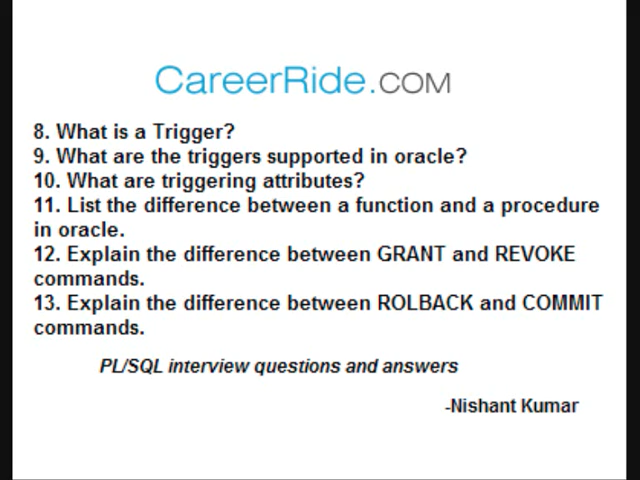 CareerRide.COM
8. What is a Trigger?
9. What are the triggers supported in oracle?
10. What are triggering attributes?
11. List the difference between a function and a procedure
in oracle.
12. Explain the difference between GRANT and REVOKE
commands.
13. Explain the difference between ROLBACK and COMMIT
commands.
PL/SQL interview questions and answers
-Nishant Kumar